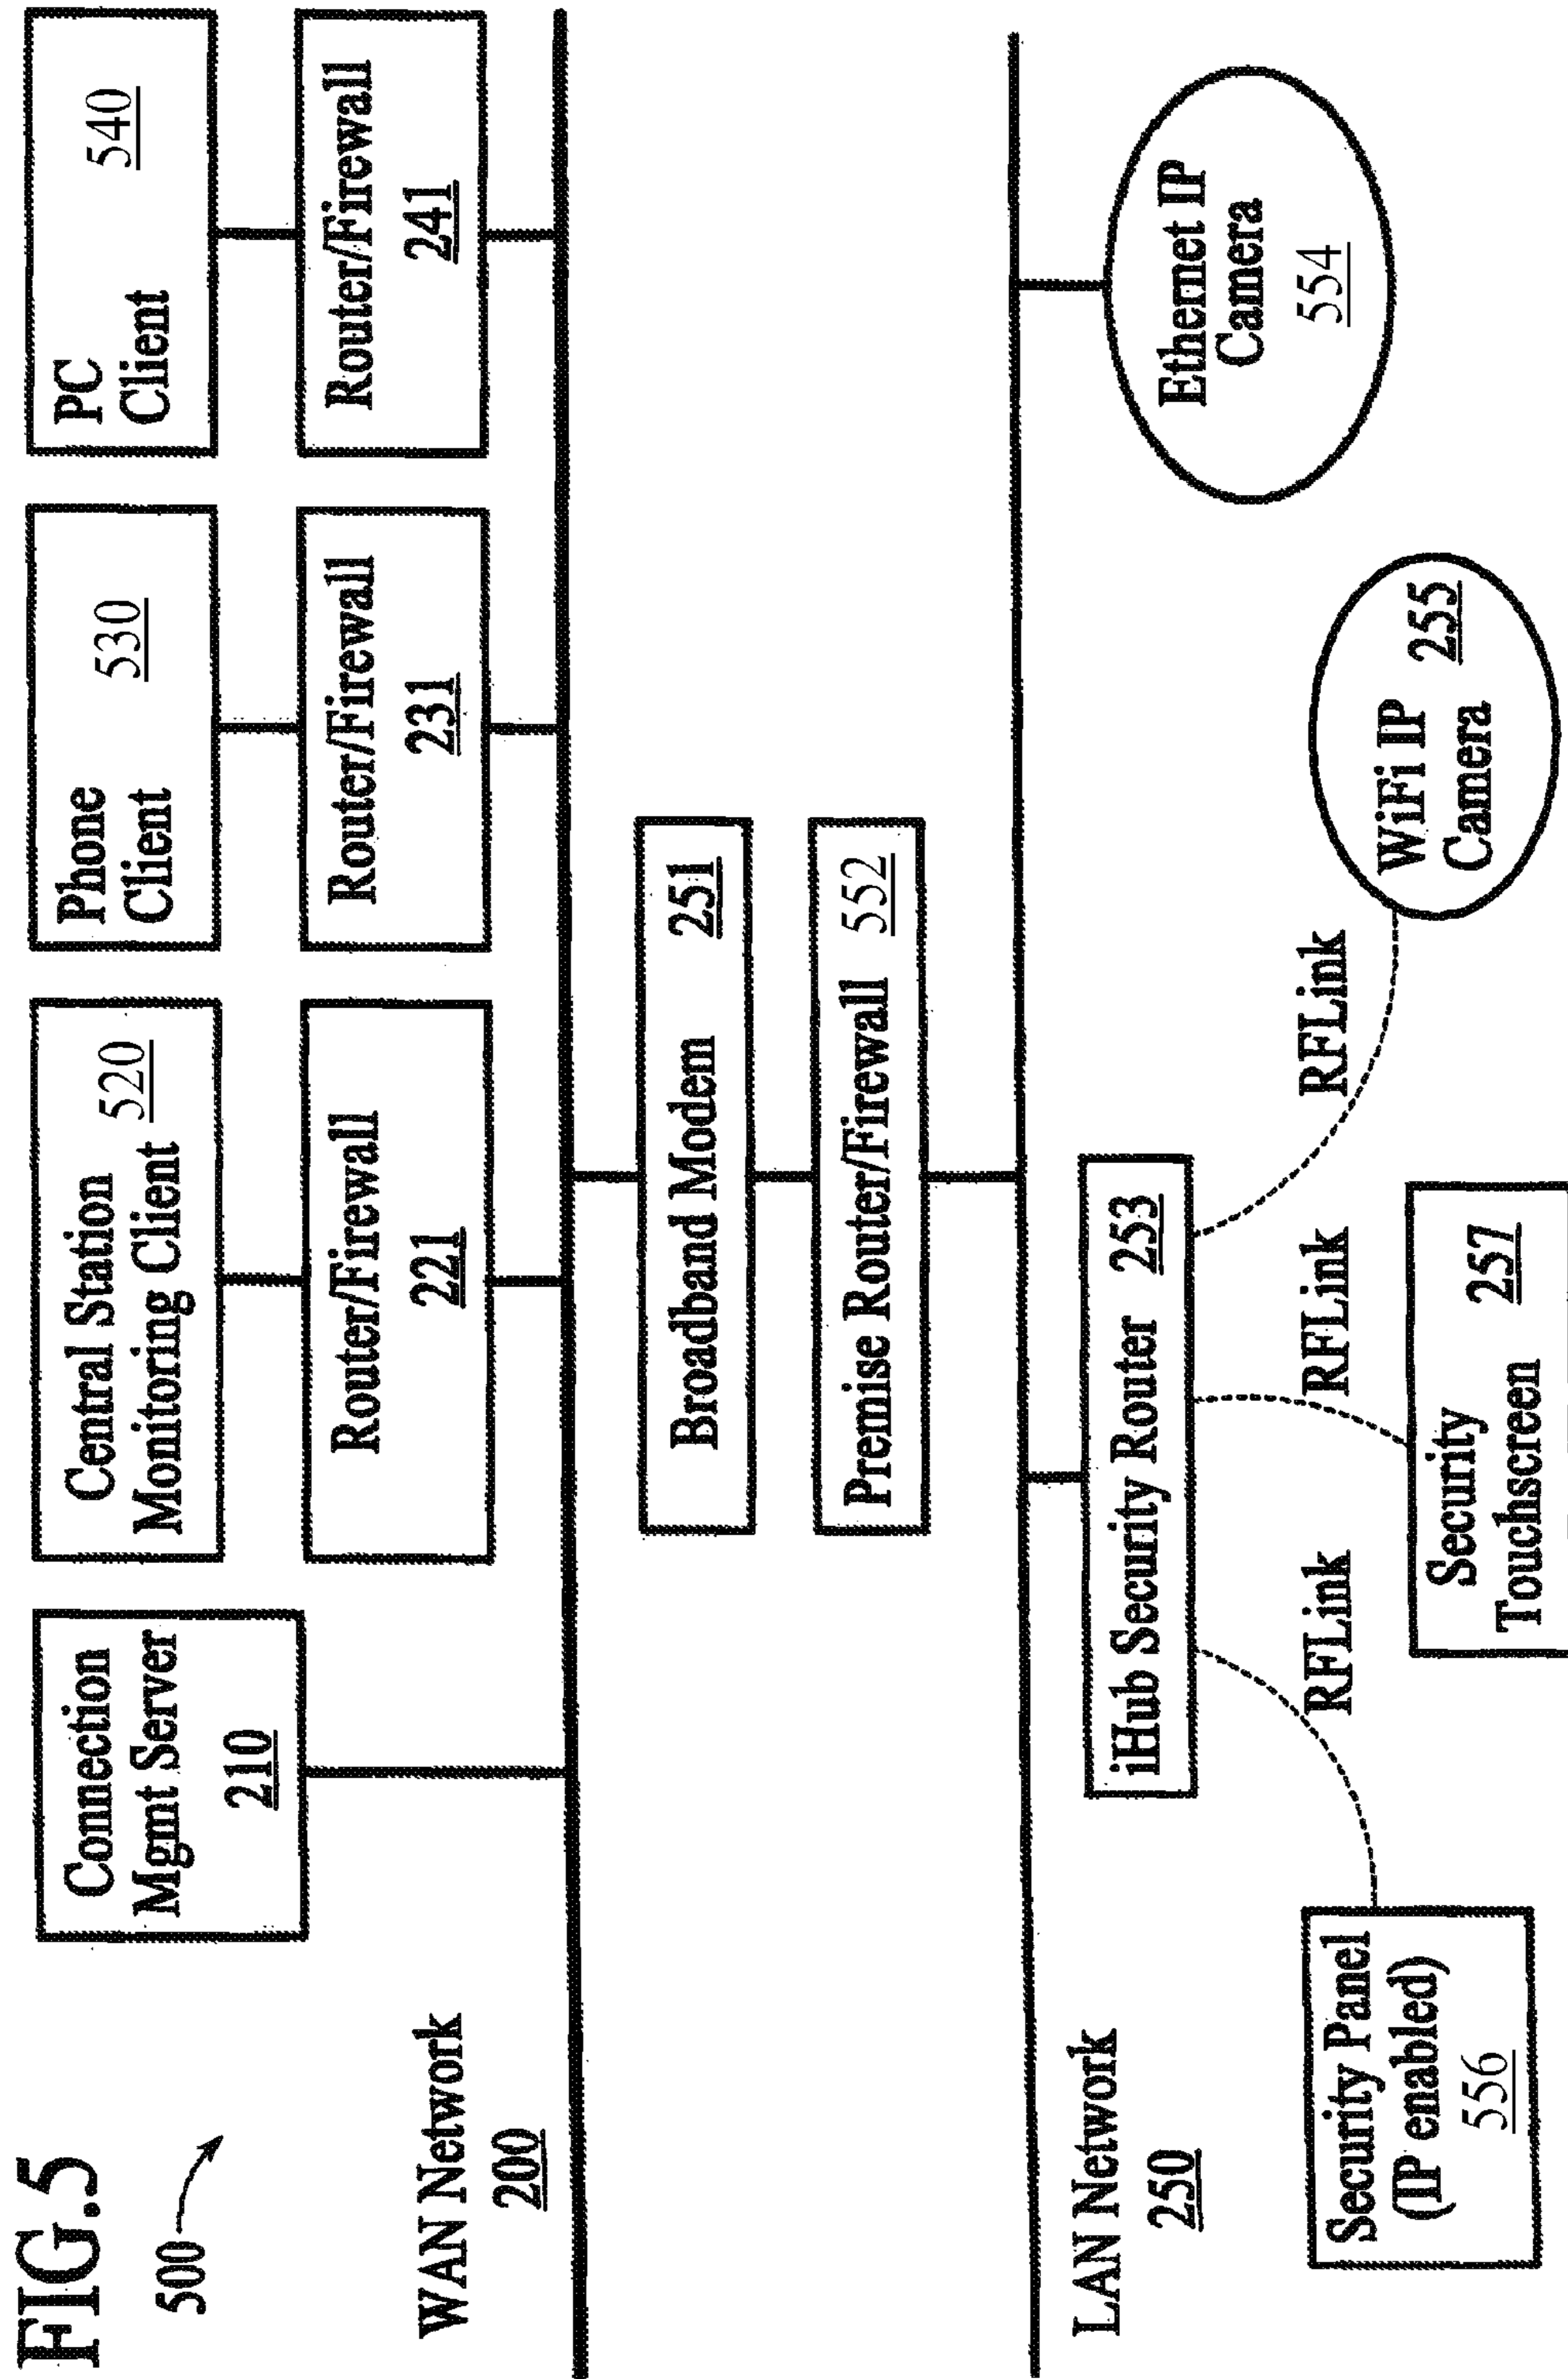 FIG.5
500
Connection
Mgmt Server
210
Central Station
Monitoring Client
520
Phone
Client
530
PC
Client
540
Router/Firewall
221
Router/Firewall
231
Router/Firewall
241
WAN Network
200
Broadband Modem 251
Premise Router/Firewall 552
LAN Network
250
iHub Security Router 253
Ethernet IP
Camera
554
RFLink
RFLink
RFLink
Security Panel
(IP enabled)
556
Security
Touchscreen
257
WiFi IP
Camera
255